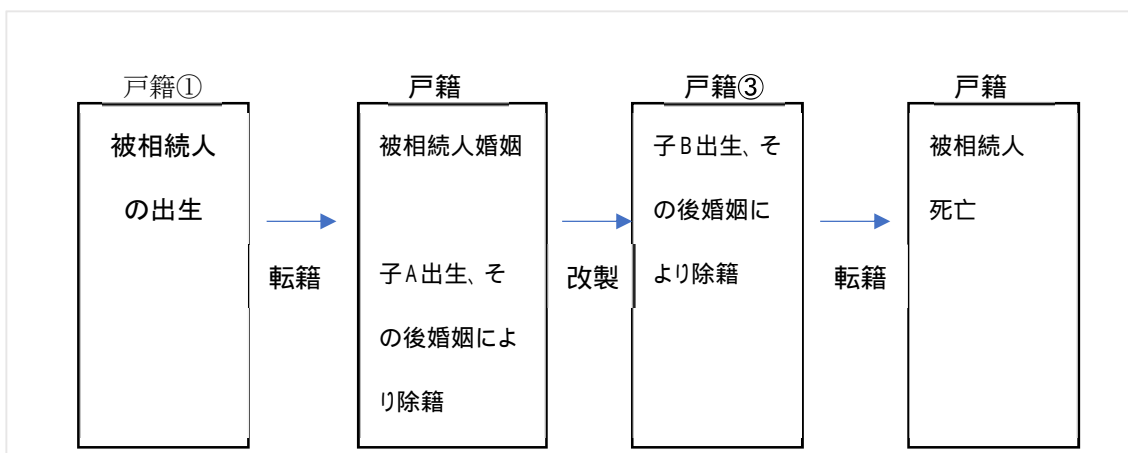 戸籍①
被相続人
の出生
転籍
戸籍
被相続人婚姻
子A出生、そ
の後婚姻によ
り除籍
改製
戸籍③
子B出生、そ
の後婚姻に
より除籍
転籍
戸籍
被相続人
死亡